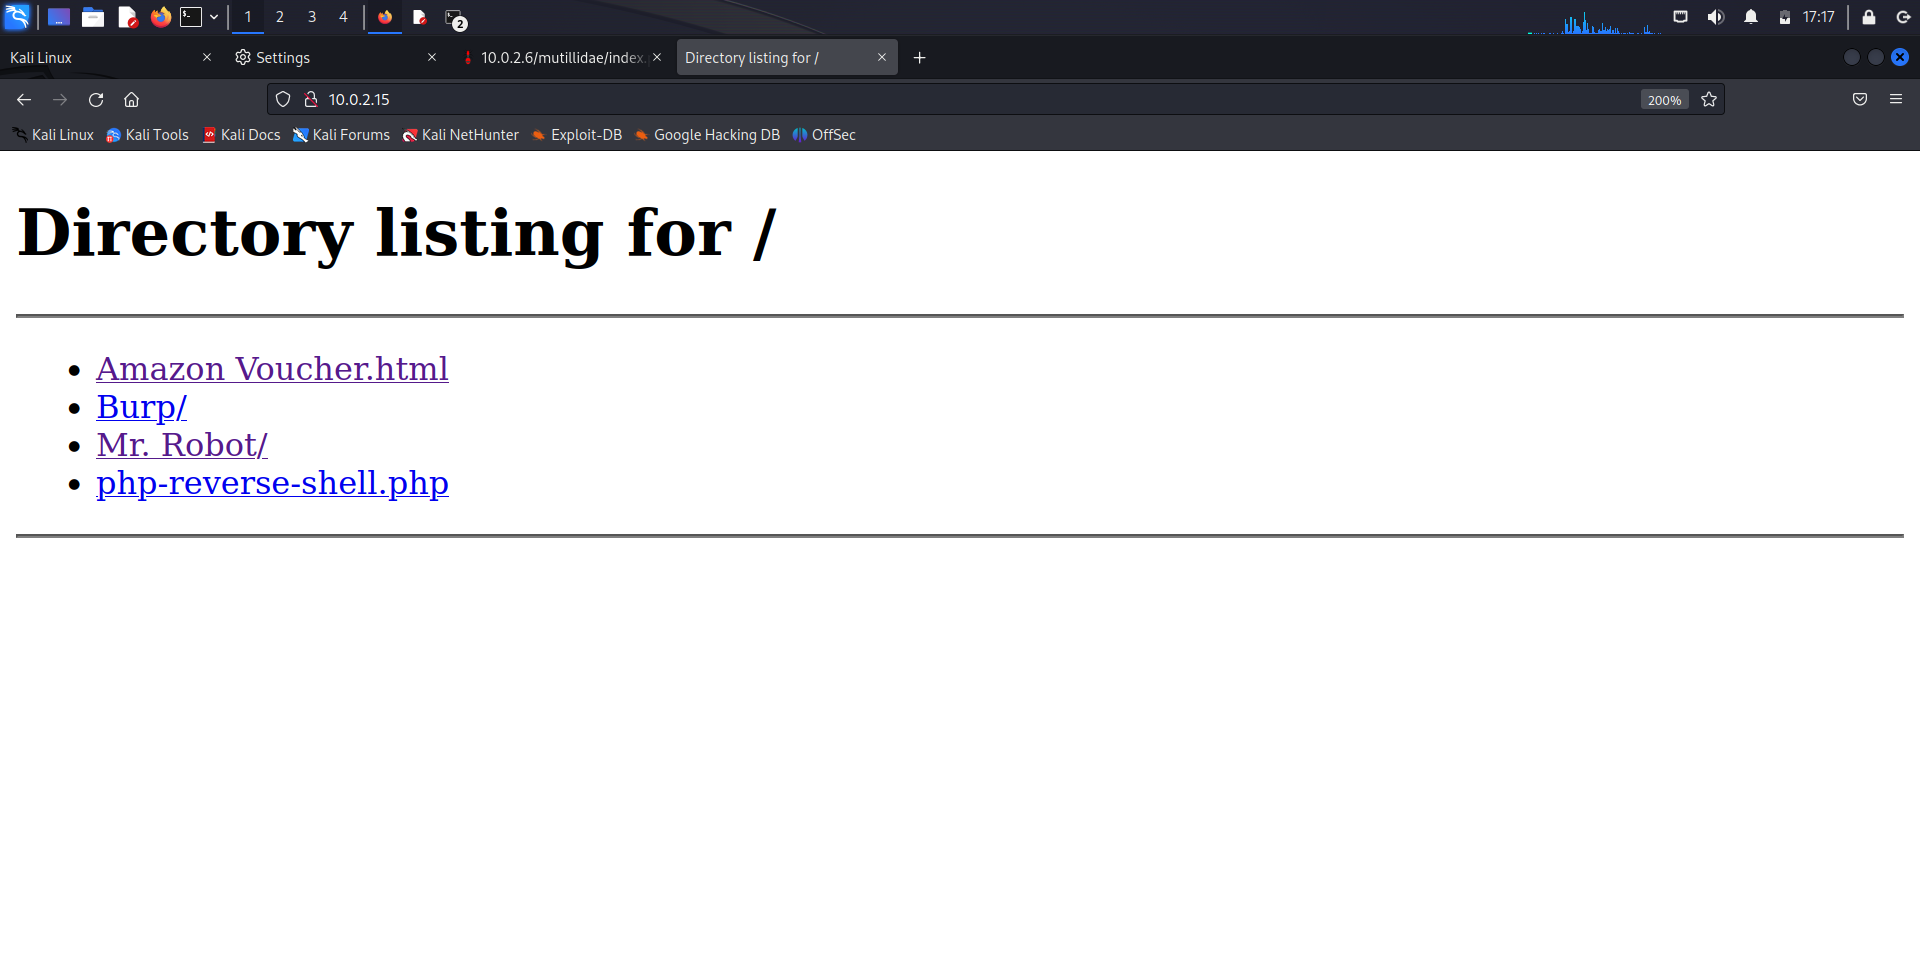 1 2 3 4 2 17:17
Kali Linux Settings 10.0.2.6/mutillidae/index. Directory listing for /
10.0.2.15 200%
Kali Linux Kali Tools Kali Docs Kali Forums Kali NetHunter Exploit-DB Google Hacking DB OffSec
Directory listing for /
Amazon Voucher.html
Burp/
Mr. Robot/
php-reverse-shell.php